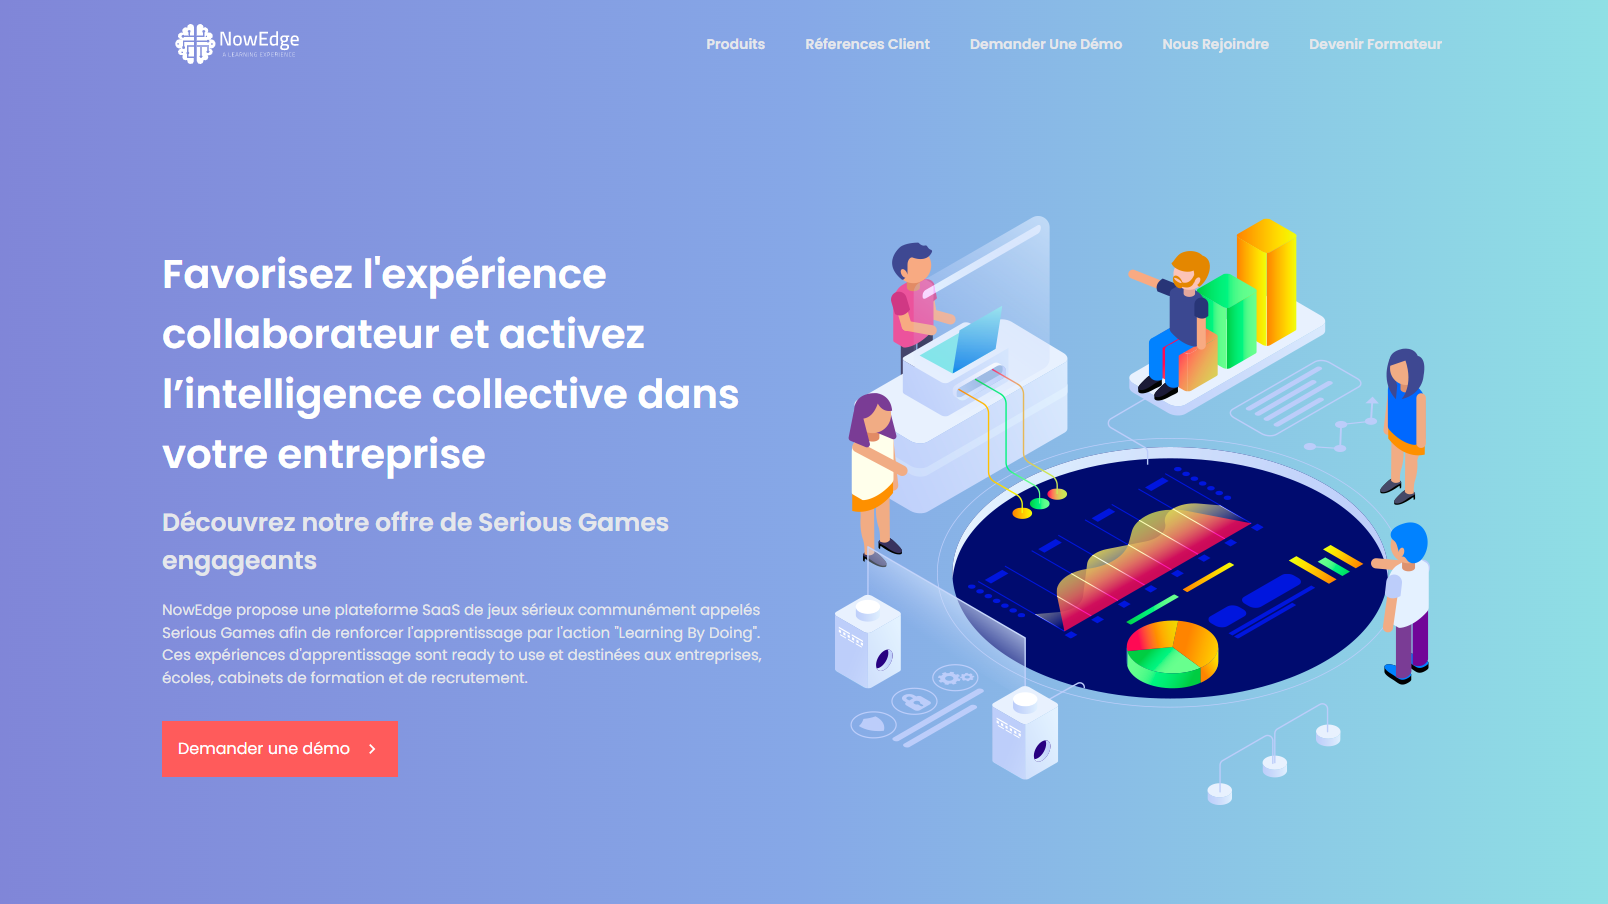 NowEdge
A LEARNING EXPERIENCE
Produits
Réferences Client
Demander Une Démo
Nous Rejoindre
Devenir Formateur
Favorisez l'expérience
collaborateur et activez
l’intelligence collective dans
votre entreprise
Découvrez notre offre de Serious Games
engageants
NowEdge propose une plateforme SaaS de jeux sérieux communément appelés
Serious Games afin de renforcer l'apprentissage par l'action "Learning By Doing".
Ces expériences d'apprentissage sont ready to use et destinées aux entreprises,
écoles, cabinets de formation et de recrutement.
Demander une démo